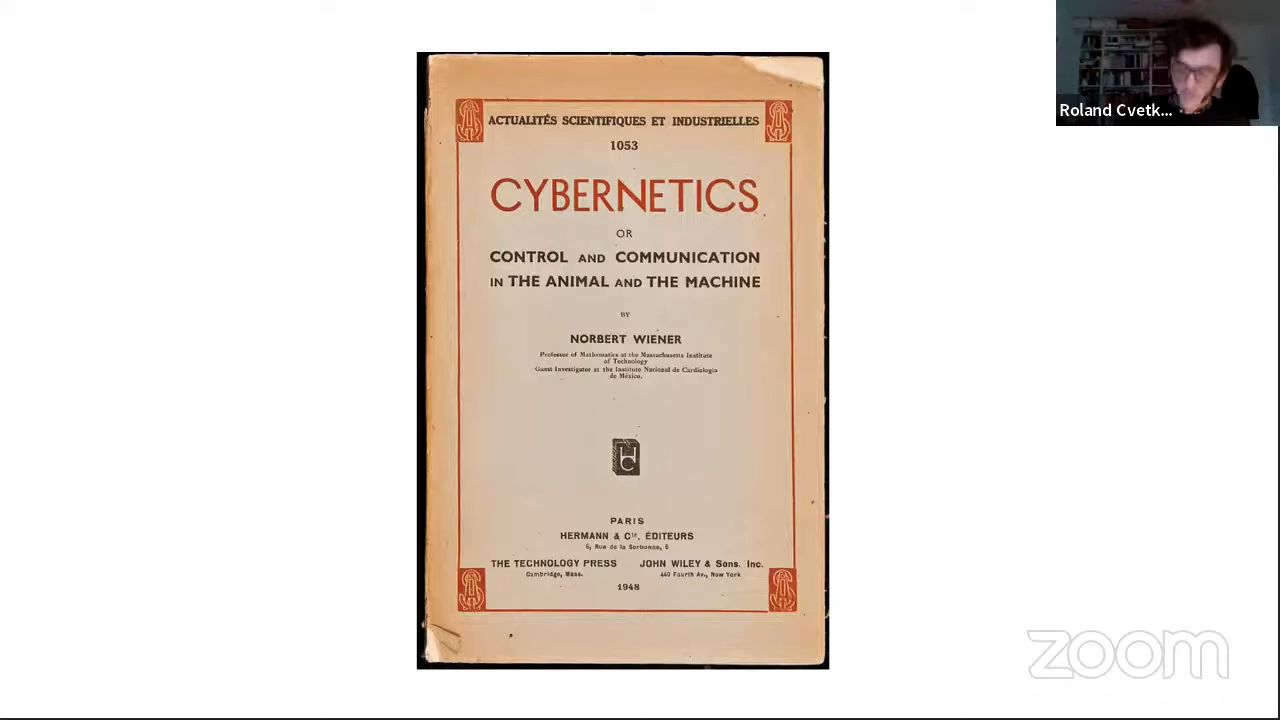 ACTUALITÉS SCIENTIFIQUES ET INDUSTRIELLES
1053
CYBERNETICS
OR
CONTROL AND COMMUNICATION
IN THE ANIMAL AND THE MACHINE
BY
NORBERT WIENER
Professor of Mathematics at the Massachusetts Institute
of Technology
Guest Investigator at the Instituto Nacional de Cardiologia
de México.
HC
PARIS
HERMANN & Cie, ÉDITEURS
6, Rue de la Sorbonne, 6
THE TECHNOLOGY PRESS JOHN WILEY & Sons. Inc.
Cambridge, Mass. 440 Fourth Av., New York
1948
Roland Cvetk...
zoom